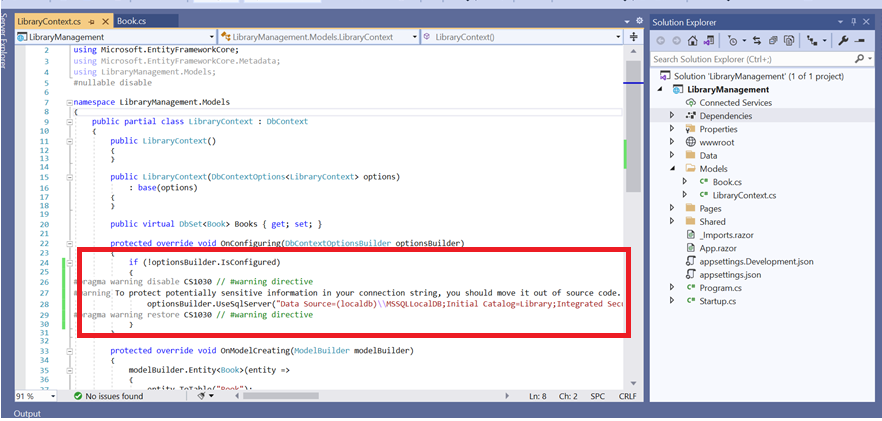 LibraryContext.cs
Book.cs
LibraryManagement
LibraryManagement.Models.LibraryContext
LibraryContext()
Server Explorer
2 using Microsoft.EntityFrameworkCore;
3 using Microsoft.EntityFrameworkCore.Metadata;
4 using LibraryManagement.Models;
5 #nullable disable
6
7 namespace LibraryManagement.Models
8 {
9 public partial class LibraryContext : DbContext
10 {
11 public LibraryContext()
12 {
13 }
14
15 public LibraryContext(DbContextOptions<LibraryContext> options)
16 : base(options)
17 {
18 }
19
20 public virtual DbSet<Book> Books { get; set; }
21
22 protected override void OnConfiguring(DbContextOptionsBuilder optionsBuilder)
23 {
24 if (!optionsBuilder.IsConfigured)
25 {
26 #pragma warning disable CS1030 // #warning directive
27 #warning To protect potentially sensitive information in your connection string, you should move it out of source code.
28 optionsBuilder.UseSqlServer("Data Source=(localdb)\\MSSQLLocalDB;Initial Catalog=Library;Integrated Sec
29 #pragma warning restore CS1030 // #warning directive
30 }
31 }
32
33 protected override void OnModelCreating(ModelBuilder modelBuilder)
34 {
35 modelBuilder.Entity<Book>(entity =>
36 {
37 entity.ToTable("Book");
91 %
No issues found
Ln: 8
Ch: 2
SPC
CRLF
Output
Solution Explorer
Search Solution Explorer (Ctrl+;)
Solution 'LibraryManagement' (1 of 1 project)
LibraryManagement
Connected Services
Dependencies
Properties
wwwroot
Data
Models
C# Book.cs
C# LibraryContext.cs
Pages
Shared
_Imports.razor
App.razor
appsettings.Development.json
appsettings.json
C# Program.cs
C# Startup.cs